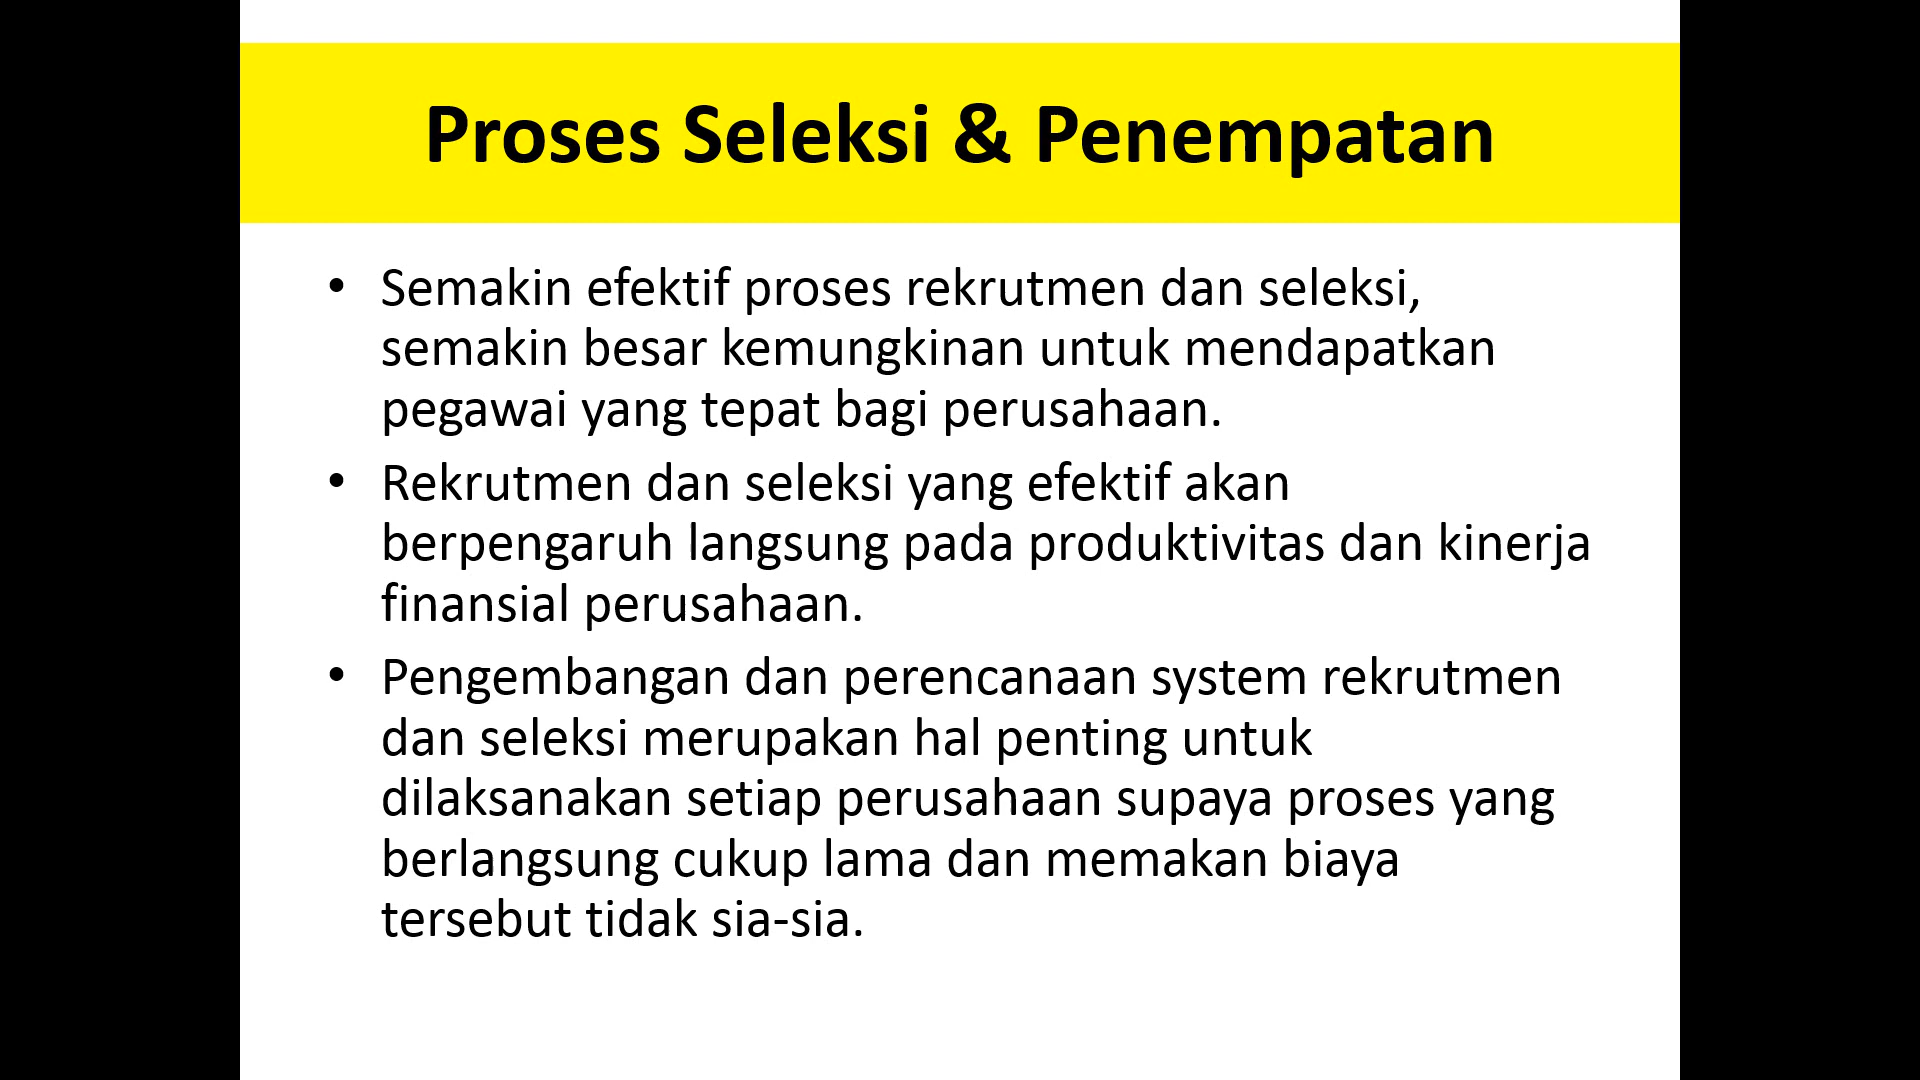 Proses Seleksi & Penempatan
• Semakin efektif proses rekrutmen dan seleksi,
semakin besar kemungkinan untuk mendapatkan
pegawai yang tepat bagi perusahaan.
• Rekrutmen dan seleksi yang efektif akan
berpengaruh langsung pada produktivitas dan kinerja
finansial perusahaan.
• Pengembangan dan perencanaan system rekrutmen
dan seleksi merupakan hal penting untuk
dilaksanakan setiap perusahaan supaya proses yang
berlangsung cukup lama dan memakan biaya
tersebut tidak sia-sia.